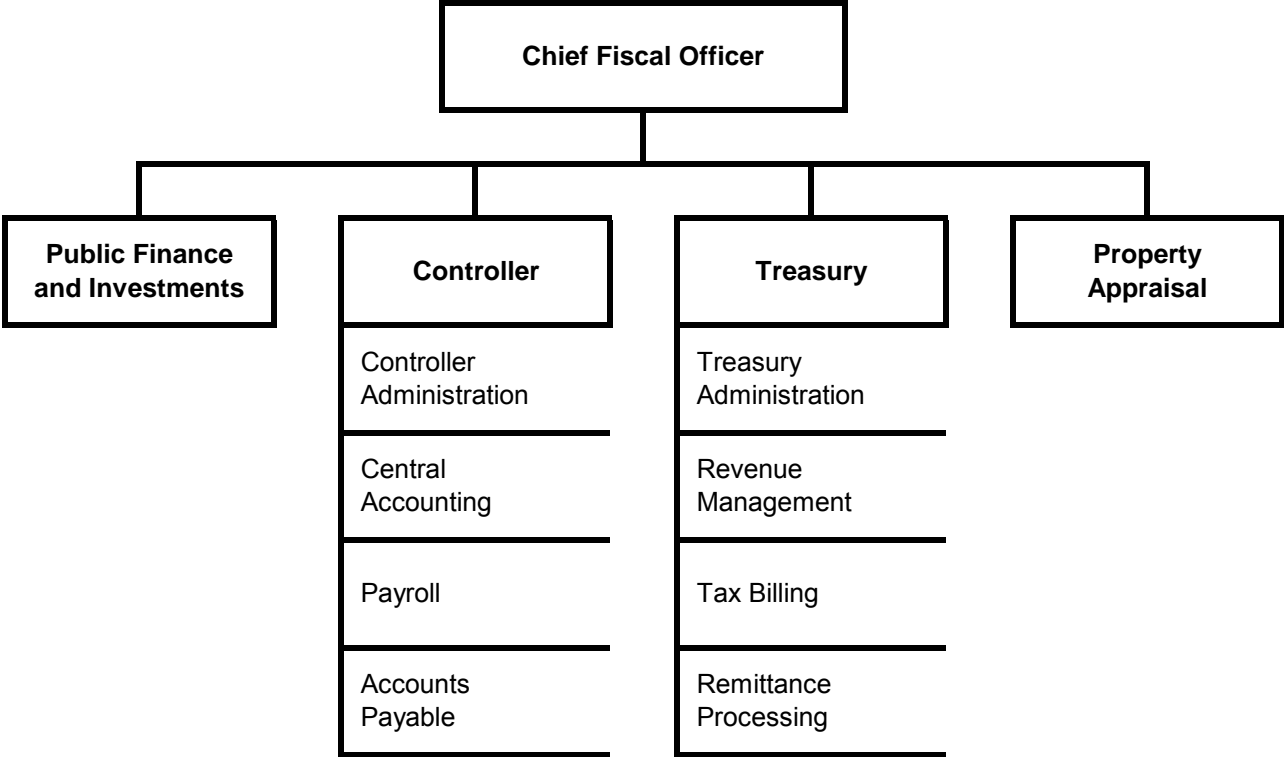 Chief Fiscal Officer
Public Finance
and Investments
Controller
Treasury
Property
Appraisal
Controller
Administration
Treasury
Administration
Central
Accounting
Revenue
Management
Payroll
Tax Billing
Accounts
Payable
Remittance
Processing